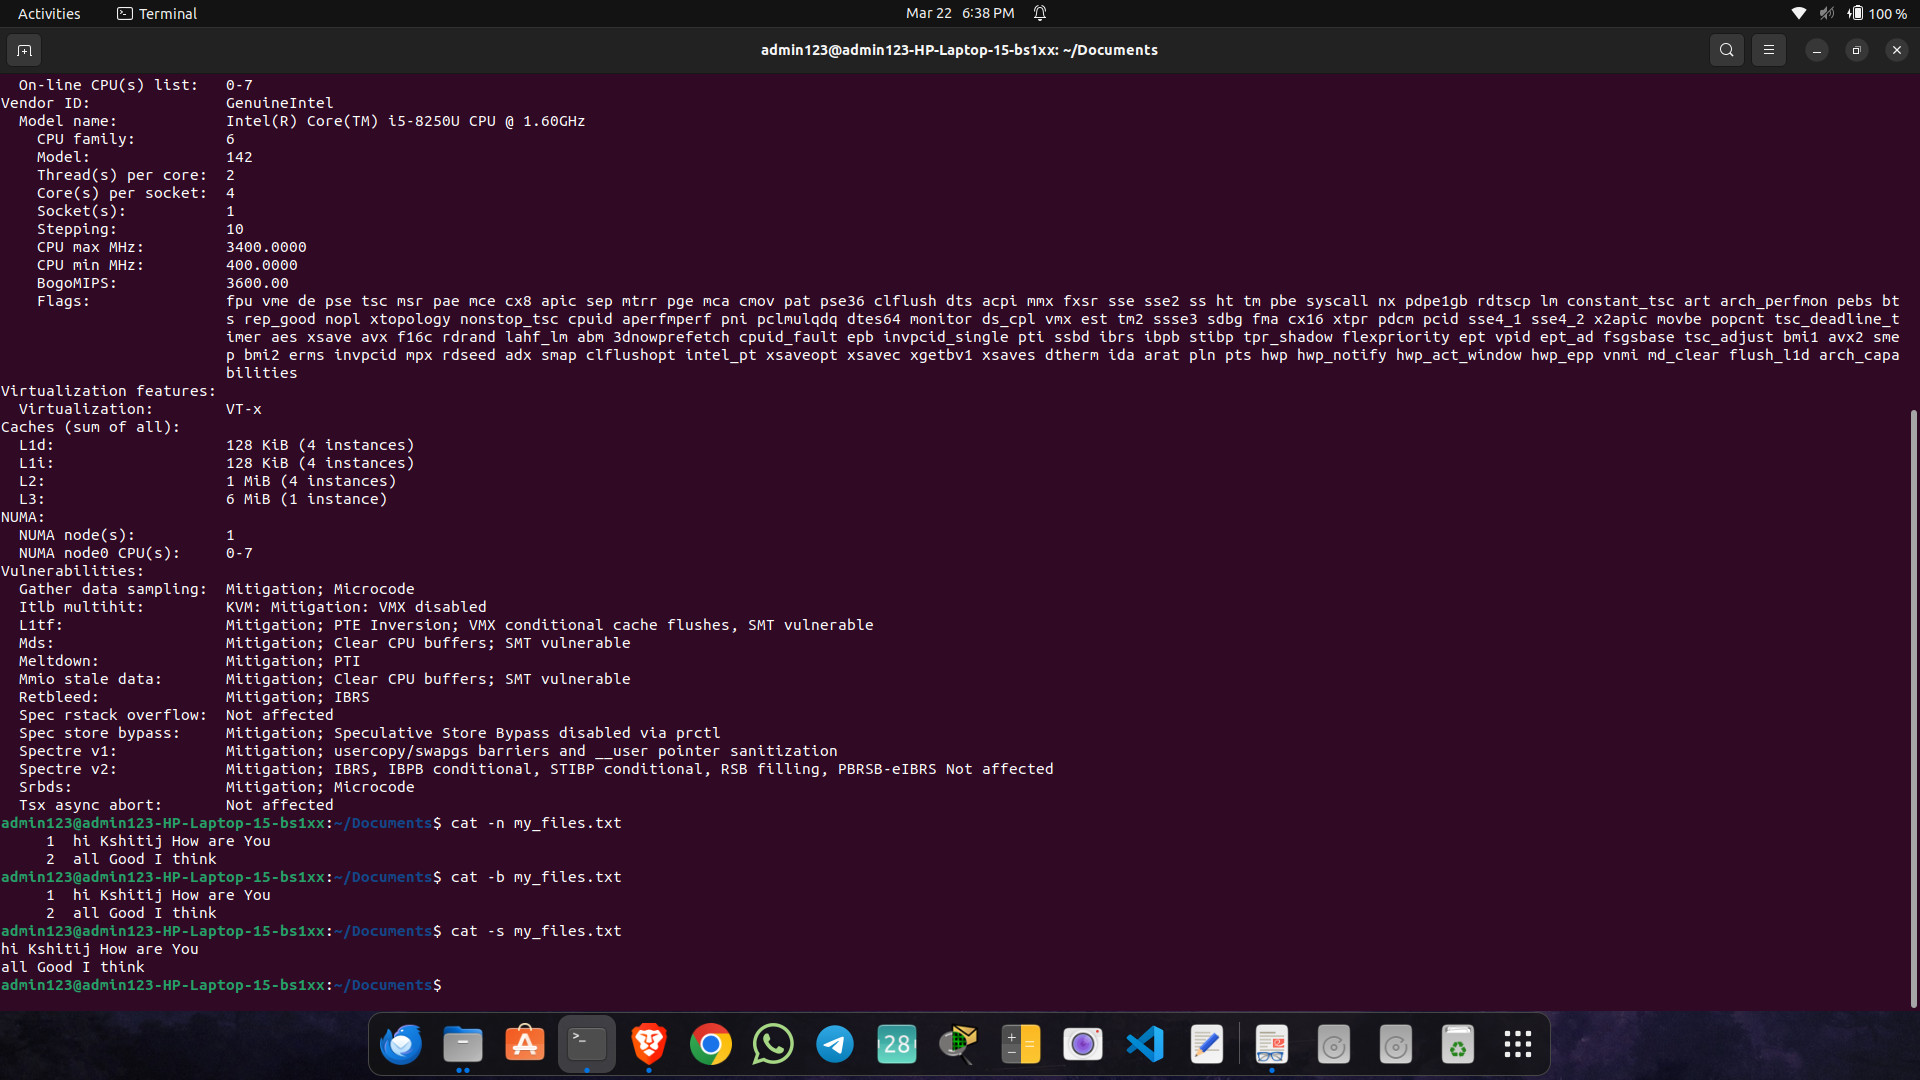 Activities
Terminal
Mar 22 6:38 PM
100 %
admin123@admin123-HP-Laptop-15-bs1xx: ~/Documents
On-line CPU(s) list: 0-7
Vendor ID: GenuineIntel
Model name: Intel(R) Core(TM) i5-8250U CPU @ 1.60GHz
CPU family: 6
Model: 142
Thread(s) per core: 2
Core(s) per socket: 4
Socket(s): 1
Stepping: 10
CPU max MHz: 3400.0000
CPU min MHz: 400.0000
BogoMIPS: 3600.00
Flags: fpu vme de pse tsc msr pae mce cx8 apic sep mtrr pge mca cmov pat pse36 clflush dts acpi mmx fxsr sse sse2 ss ht tm pbe syscall nx pdpe1gb rdtscp lm constant_tsc art arch_perfmon pebs bt
s rep_good nopl xtopology nonstop_tsc cpuid aperfmperf pni pclmulqdq dtes64 monitor ds_cpl vmx est tm2 ssse3 sdbg fma cx16 xtpr pdcm pcid sse4_1 sse4_2 x2apic movbe popcnt tsc_deadline_t
imer aes xsave avx f16c rdrand lahf_lm abm 3dnowprefetch cpuid_fault epb invpcid_single pti ssbd ibrs ibpb stibp tpr_shadow flexpriority ept vpid ept_ad fsgsbase tsc_adjust bmi1 avx2 sme
p bmi2 erms invpcid mpx rdseed adx smap clflushopt intel_pt xsaveopt xsavec xgetbv1 xsaves dtherm ida arat pln pts hwp hwp_notify hwp_act_window hwp_epp vnmi md_clear flush_l1d arch_capa
bilities
Virtualization features:
Virtualization: VT-x
Caches (sum of all):
L1d: 128 KiB (4 instances)
L1i: 128 KiB (4 instances)
L2: 1 MiB (4 instances)
L3: 6 MiB (1 instance)
NUMA:
NUMA node(s): 1
NUMA node0 CPU(s): 0-7
Vulnerabilities:
Gather data sampling: Mitigation; Microcode
Itlb multihit: KVM: Mitigation: VMX disabled
L1tf: Mitigation; PTE Inversion; VMX conditional cache flushes, SMT vulnerable
Mds: Mitigation; Clear CPU buffers; SMT vulnerable
Meltdown: Mitigation; PTI
Mmio stale data: Mitigation; Clear CPU buffers; SMT vulnerable
Retbleed: Mitigation; IBRS
Spec rstack overflow: Not affected
Spec store bypass: Mitigation; Speculative Store Bypass disabled via prctl
Spectre v1: Mitigation; usercopy/swapgs barriers and __user pointer sanitization
Spectre v2: Mitigation; IBRS, IBPB conditional, STIBP conditional, RSB filling, PBRSB-eIBRS Not affected
Srbds: Mitigation; Microcode
Tsx async abort: Not affected
admin123@admin123-HP-Laptop-15-bs1xx:~/Documents$ cat -n my_files.txt
1 hi Kshitij How are You
2 all Good I think
admin123@admin123-HP-Laptop-15-bs1xx:~/Documents$ cat -b my_files.txt
1 hi Kshitij How are You
2 all Good I think
admin123@admin123-HP-Laptop-15-bs1xx:~/Documents$ cat -s my_files.txt
hi Kshitij How are You
all Good I think
admin123@admin123-HP-Laptop-15-bs1xx:~/Documents$
28